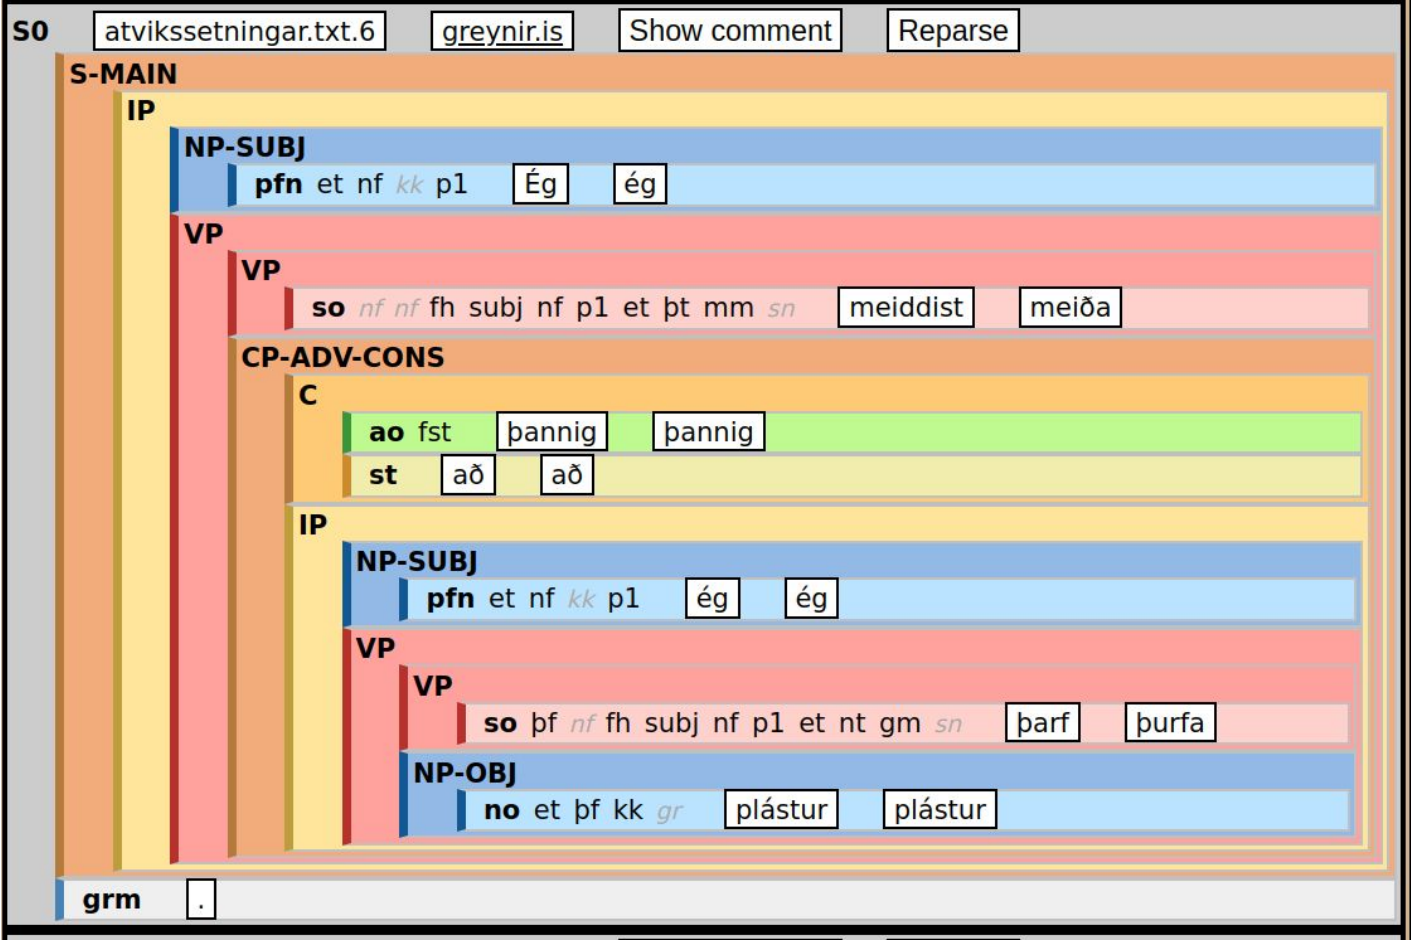 S0 atvikssetningar.txt.6 greynir.is Show comment Reparse
S-MAIN
IP
NP-SUBJ
pfn et nf kk p1 Ég ég
VP
VP
so nf nf fh subj nf p1 et þt mm sn meiddist meiða
CP-ADV-CONS
C
ao fst þannig þannig
st að að
IP
NP-SUBJ
pfn et nf kk p1 ég ég
VP
VP
so þf nf fh subj nf p1 et nt gm sn þarf þurfa
NP-OBJ
no et þf kk gr plástur plástur
grm .